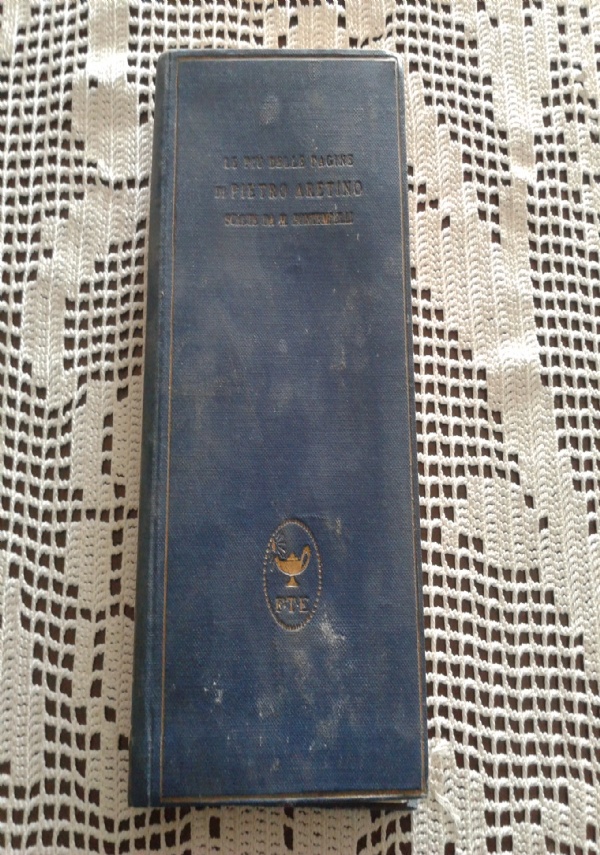 LE PIÙ BELLE PAGINE
DI PIETRO ARETINO
SCELTE DA M. BONTEMPELLI
F·T·E